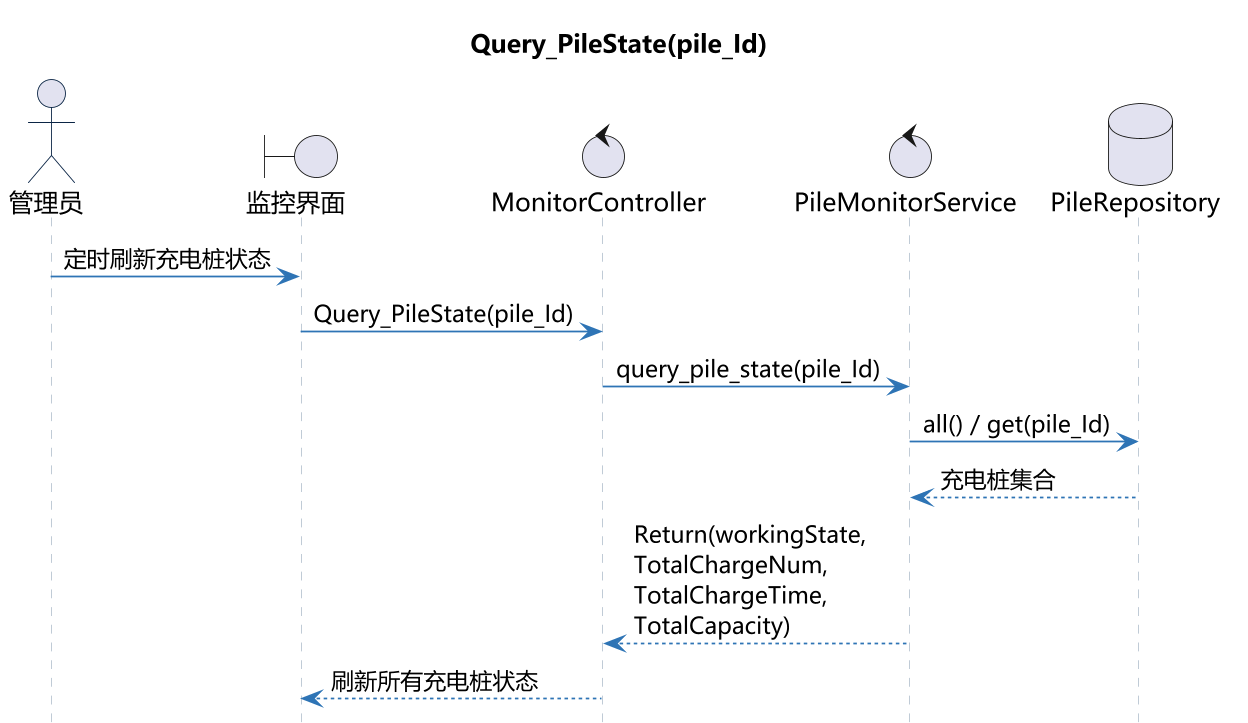 Query_PileState(pile_Id)
管理员
监控界面
MonitorController
PileMonitorService
PileRepository
定时刷新充电桩状态
Query_PileState(pile_Id)
query_pile_state(pile_Id)
all() / get(pile_Id)
充电桩集合
Return(workingState,
TotalChargeNum,
TotalChargeTime,
TotalCapacity)
刷新所有充电桩状态